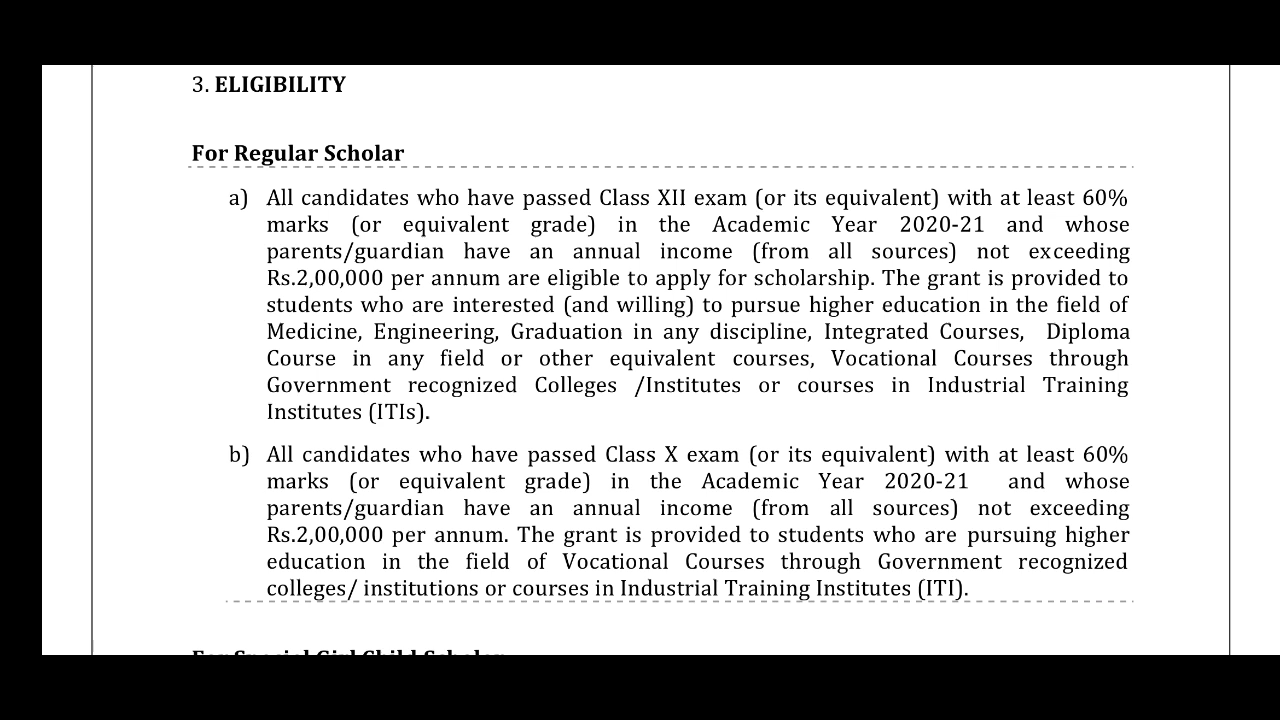 3. ELIGIBILITY
For Regular Scholar
a) All candidates who have passed Class XII exam (or its equivalent) with at least 60%
marks (or equivalent grade) in the Academic Year 2020-21 and whose
parents/guardian have an annual income (from all sources) not exceeding
Rs.2,00,000 per annum are eligible to apply for scholarship. The grant is provided to
students who are interested (and willing) to pursue higher education in the field of
Medicine, Engineering, Graduation in any discipline, Integrated Courses, Diploma
Course in any field or other equivalent courses, Vocational Courses through
Government recognized Colleges /Institutes or courses in Industrial Training
Institutes (ITIs).
b) All candidates who have passed Class X exam (or its equivalent) with at least 60%
marks (or equivalent grade) in the Academic Year 2020-21 and whose
parents/guardian have an annual income (from all sources) not exceeding
Rs.2,00,000 per annum. The grant is provided to students who are pursuing higher
education in the field of Vocational Courses through Government recognized
colleges/ institutions or courses in Industrial Training Institutes (ITI).
For Special Girl Child Scholar